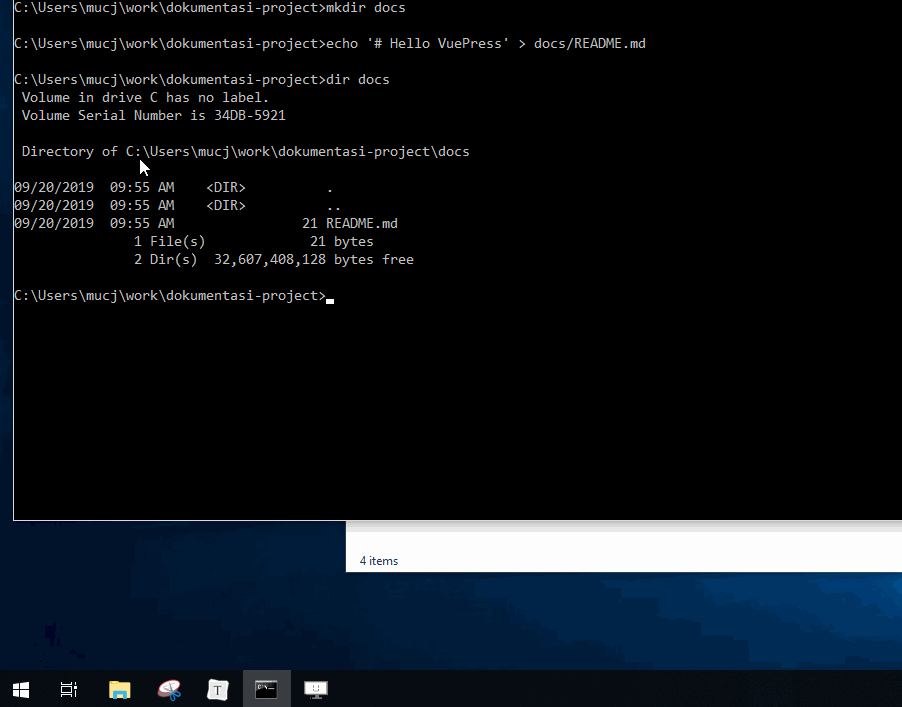 C:\Users\mucj\work\dokumentasi-project>mkdir docs
C:\Users\mucj\work\dokumentasi-project>echo '# Hello VuePress' > docs/README.md
C:\Users\mucj\work\dokumentasi-project>dir docs
Volume in drive C has no label.
Volume Serial Number is 34DB-5921
Directory of C:\Users\mucj\work\dokumentasi-project\docs
09/20/2019  09:55 AM    <DIR>          .
09/20/2019  09:55 AM    <DIR>          ..
09/20/2019  09:55 AM                21 README.md
1 File(s)             21 bytes
2 Dir(s)  32,607,408,128 bytes free
C:\Users\mucj\work\dokumentasi-project>
4 items
T